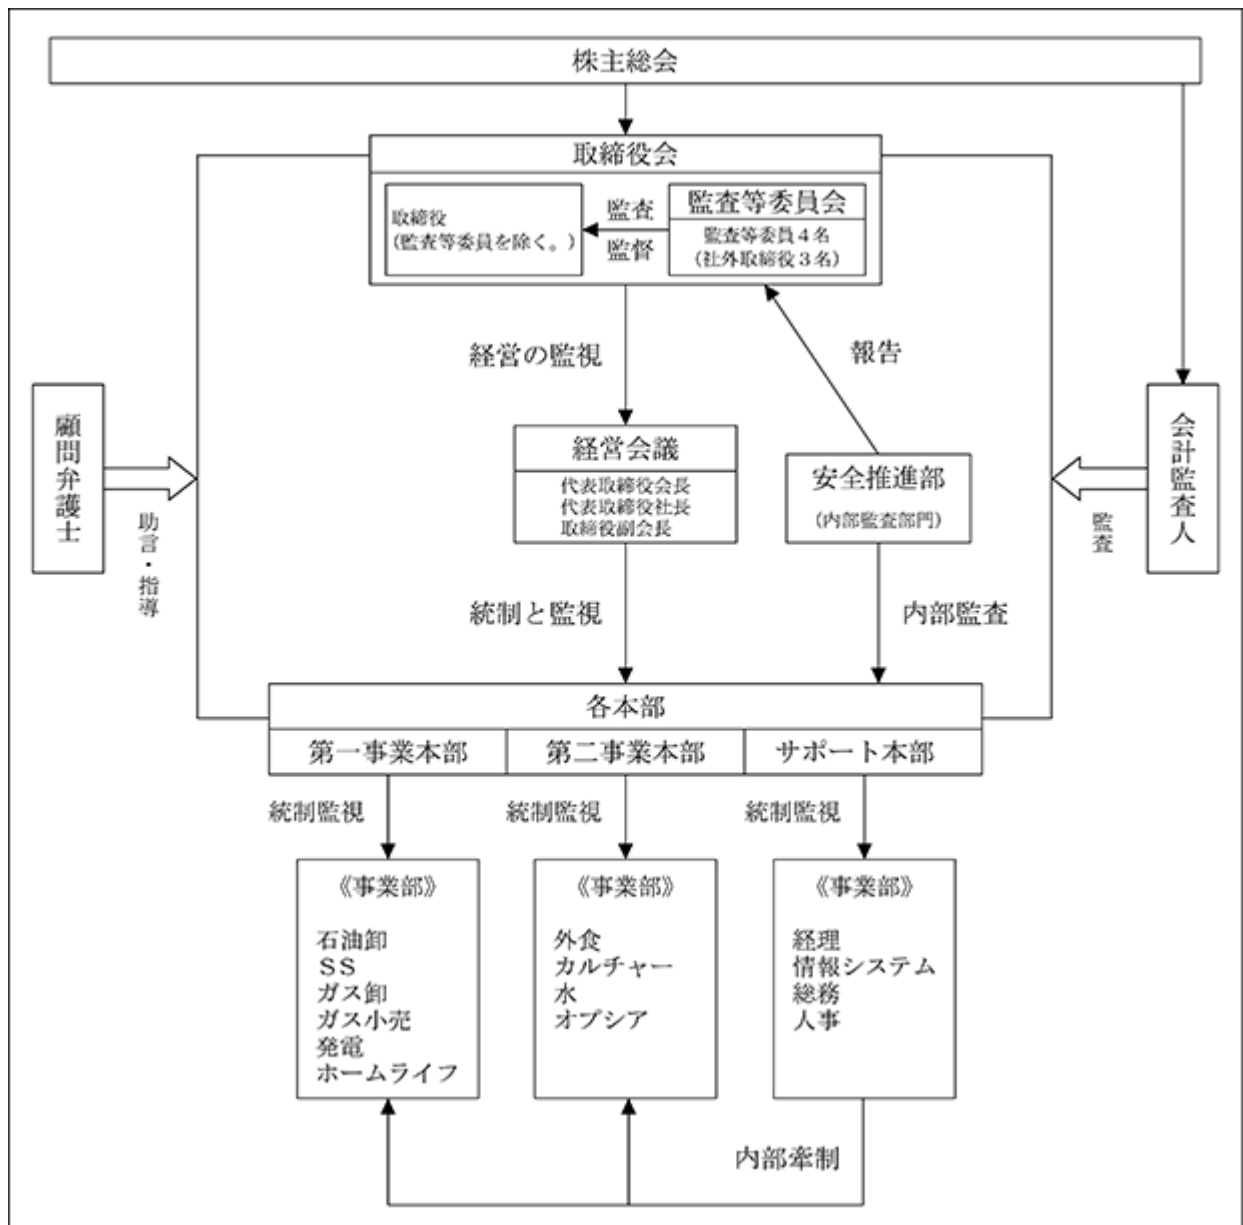 株主総会
取締役会
取締役
(監査等委員を除く。)
監査
監督
監査等委員会
監査等委員4名
(社外取締役3名)
経営の監視
報告
顧問弁護士
助言・指導
経営会議
代表取締役会長
代表取締役社長
取締役副会長
安全推進部
(内部監査部門)
会計監査人
監査
統制と監視
内部監査
各本部
第一事業本部
第二事業本部
サポート本部
統制監視
統制監視
統制監視
《事業部》
石油卸
SS
ガス卸
ガス小売
発電
ホームライフ
《事業部》
外食
カルチャー
水
オプシア
《事業部》
経理
情報システム
総務
人事
内部牽制